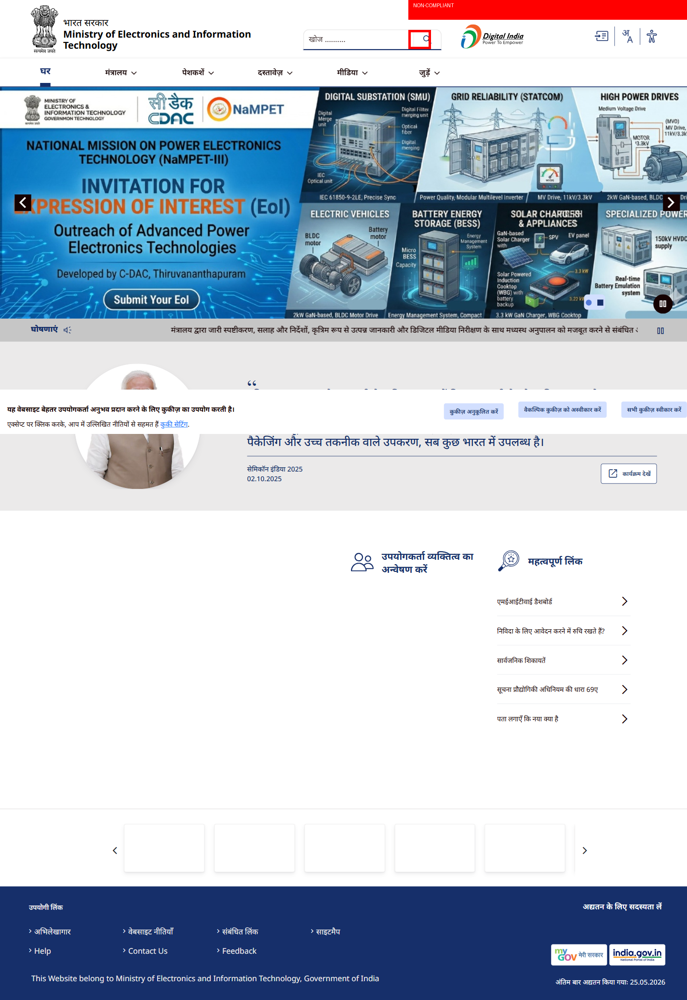 NON-COMPLIANT
भारत सरकार
Ministry of Electronics and Information
Technology
सत्यमेव जयते
खोज ..........
Digital India
Power To Empower
अ
A
घर
मंत्रालय
पेशकशें
दस्तावेज़
मीडिया
जुड़ें
MINISTRY OF
ELECTRONICS &
INFORMATION TECHNOLOGY
GOVERNMON TECHNOLOGY
सी डैक
CDAC
NaMPET
NATIONAL MISSION ON POWER ELECTRONICS
TECHNOLOGY (NaMPET-III)
INVITATION FOR
XPRESSION OF INTEREST (EoI)
Outreach of Advanced Power
Electronics Technologies
Developed by C-DAC, Thiruvananthapuram
Submit Your EoI
DIGITAL SUBSTATION (SMU)
Digital
Merge
unit
Digital Fillter
merging unit
Optical
fiber
Digital
merging
IEC
Optical unit
IEC 61850-9-2LE, Precise Sync
GRID RELIABILITY (STATCOM)
Power Quality, Modular Multilevel inverter
MV Drive, 11kV/3.3kV
HIGH POWER DRIVES
Medium Voltage Drive
(MVO)
MV Drive,
11kV/3.3k
MOTOR
'3.3kV
2kW GaN-based, BLDC
ELECTRIC VEHICLES
BLDC
motor
Battery
motor
2kW GaN-based, BLDC Motor Drive
BATTERY ENERGY
STORAGE (BESS)
Micro
BESS
Capacity
Energy
Management
System
Energy Management System, Compact
SOLAR
& APPLIANCES
GaN-based
Solar Charger
with
SPV
EV panel
Solar Powered
Induction
Cooktop
(WBG) with
battery
backup
3.3 kW
3.22 kW
3.3 kW GaN Charger, WBG Cooktop
SPECIALIZED POWER
150kV HVDC
supply
Real-time
Battery Emulation
system
घोषणाएं
मंत्रालय द्वारा जारी स्पष्टीकरण, सलाह और निर्देशों, कृत्रिम रूप से उत्पन्न जानकारी और डिजिटल मीडिया निरीक्षण के साथ मध्यस्थ अनुपालन को मजबूत करने से संबंधित
“
यह वेबसाइट बेहतर उपयोगकर्ता अनुभव प्रदान करने के लिए कुकीज़ का उपयोग करती है।
एक्सेप्ट पर क्लिक करके, आप में उल्लिखित नीतियों से सहमत हैं कुकी सेटिंग.
कुकीज़ अनुकूलित करें
वैकल्पिक कुकीज़ को अस्वीकार करें
सभी कुकीज़ स्वीकार करें
पैकेजिंग और उच्च तकनीक वाले उपकरण, सब कुछ भारत में उपलब्ध है।
सेमिकॉन इंडिया 2025
02.10.2025
कार्यक्रम देखें
उपयोगकर्ता व्यक्तित्व का
अन्वेषण करें
महत्वपूर्ण लिंक
एमईआईटीवाई डैशबोर्ड
निविदा के लिए आवेदन करने में रुचि रखते हैं?
सार्वजनिक शिकायतें
सूचना प्रौद्योगिकी अधिनियम की धारा 69ए
पता लगाएँ कि नया क्या है
उपयोगी लिंक
अद्यतन के लिए सदस्यता लें
अभिलेखागार
वेबसाइट नीतियाँ
संबंधित लिंक
साइटमैप
Help
Contact Us
Feedback
my
GOV मेरी सरकार
india.gov.in
National Portal of India
This Website belong to Ministry of Electronics and Information Technology, Government of India
अंतिम बार अद्यतन किया गया: 25.05.2026